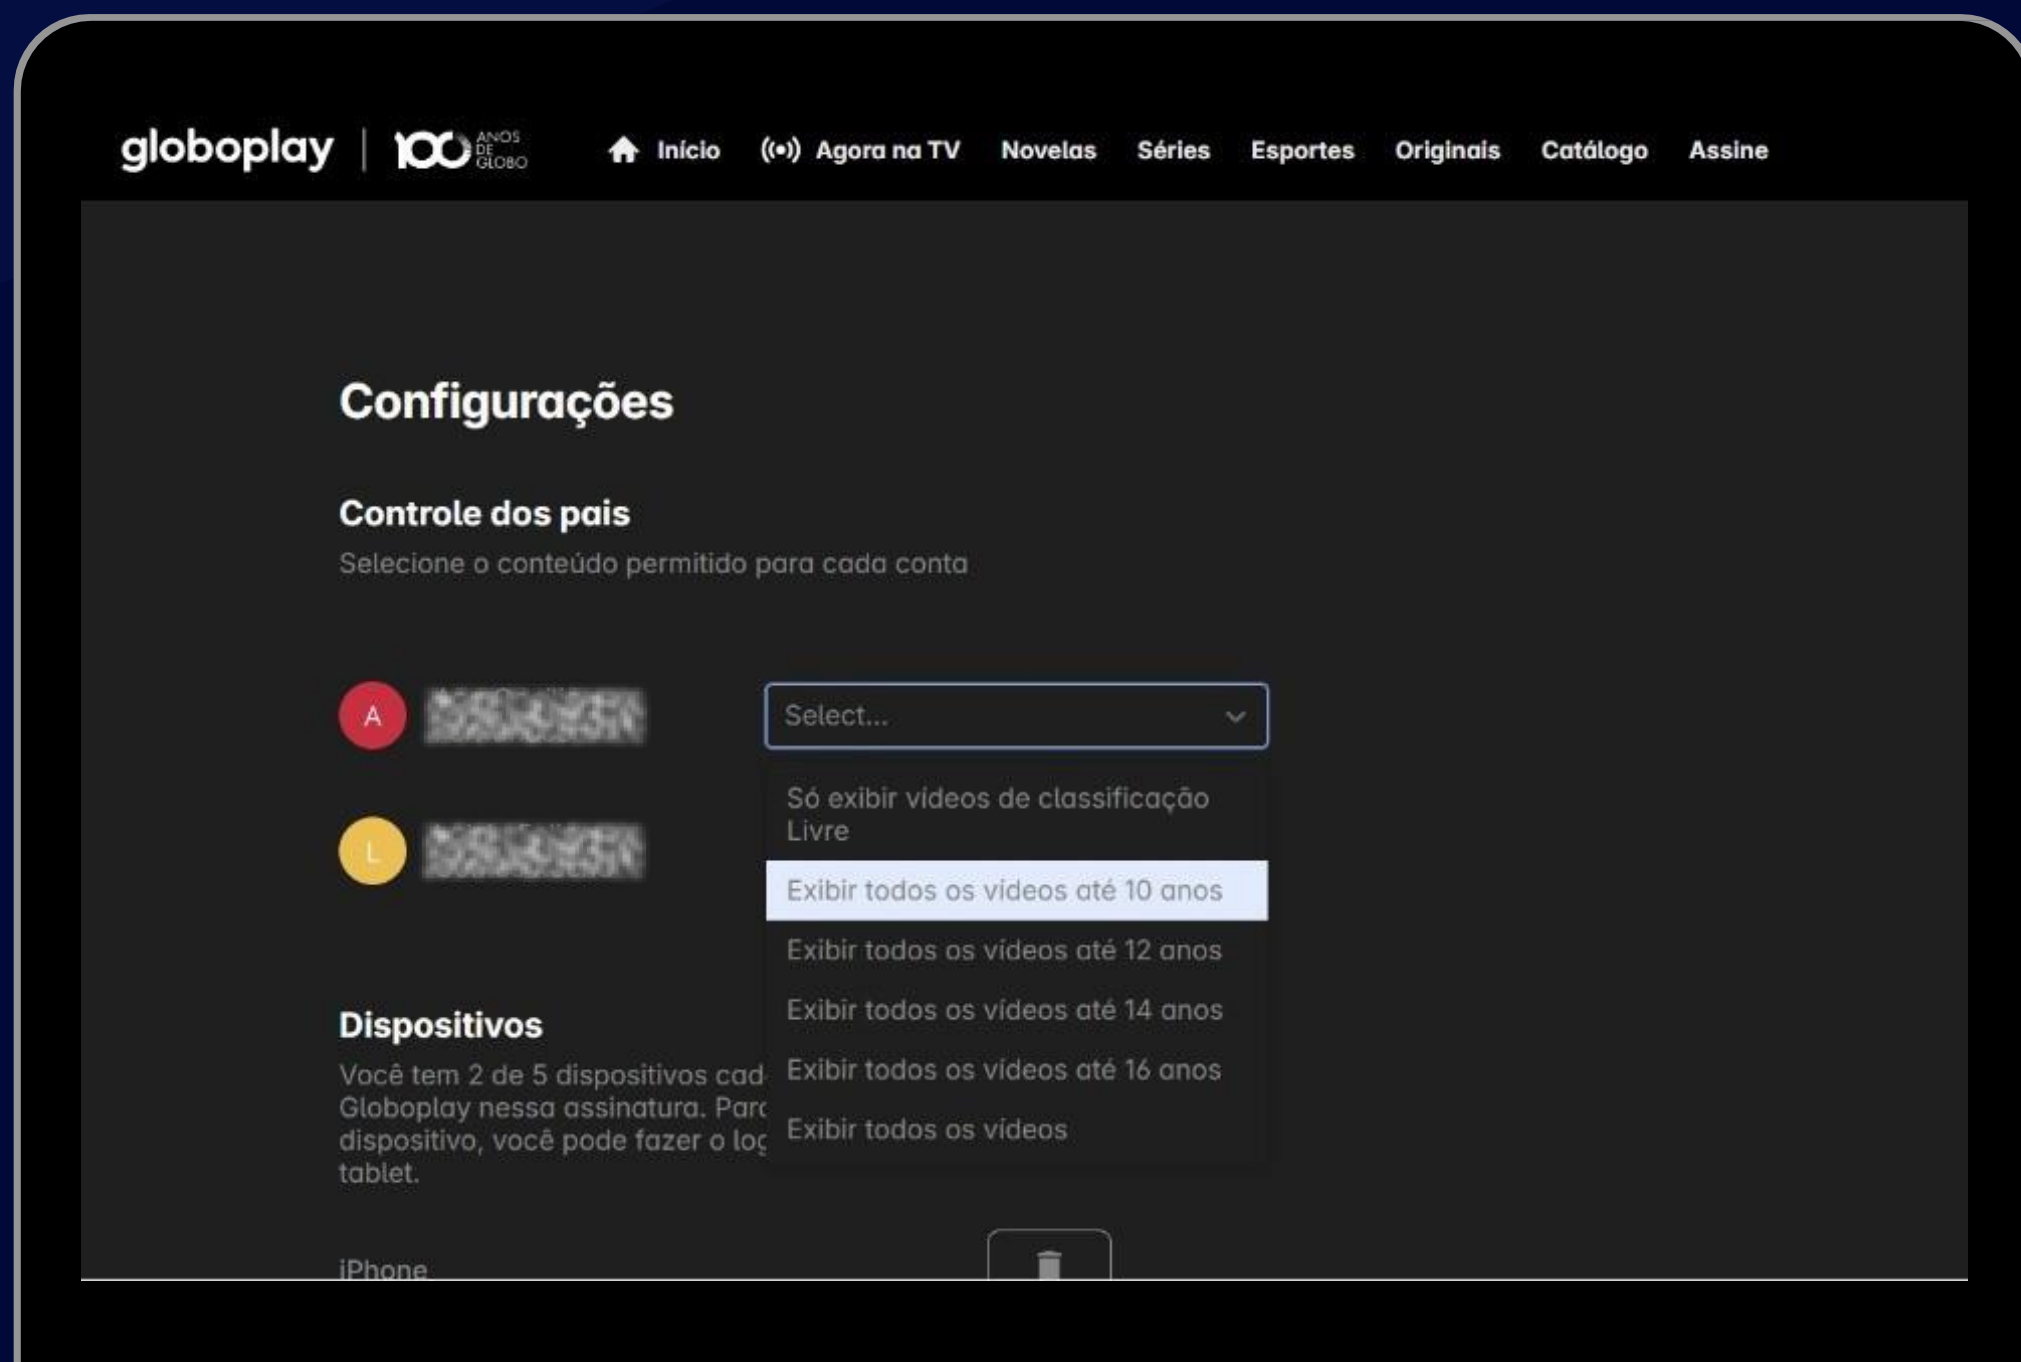 globoplay
100 ANOS DE GLOBO
Início
Agora na TV
Novelas
Séries
Esportes
Originais
Catálogo
Assine
Configurações
Controle dos pais
Selecione o conteúdo permitido para cada conta
A
Select...
L
Só exibir vídeos de classificação
Livre
Exibir todos os vídeos até 10 anos
Exibir todos os vídeos até 12 anos
Exibir todos os vídeos até 14 anos
Exibir todos os vídeos até 16 anos
Exibir todos os vídeos
Dispositivos
Você tem 2 de 5 dispositivos cad
Globoplay nessa assinatura. Para
dispositivo, você pode fazer o log
tablet.
iPhone